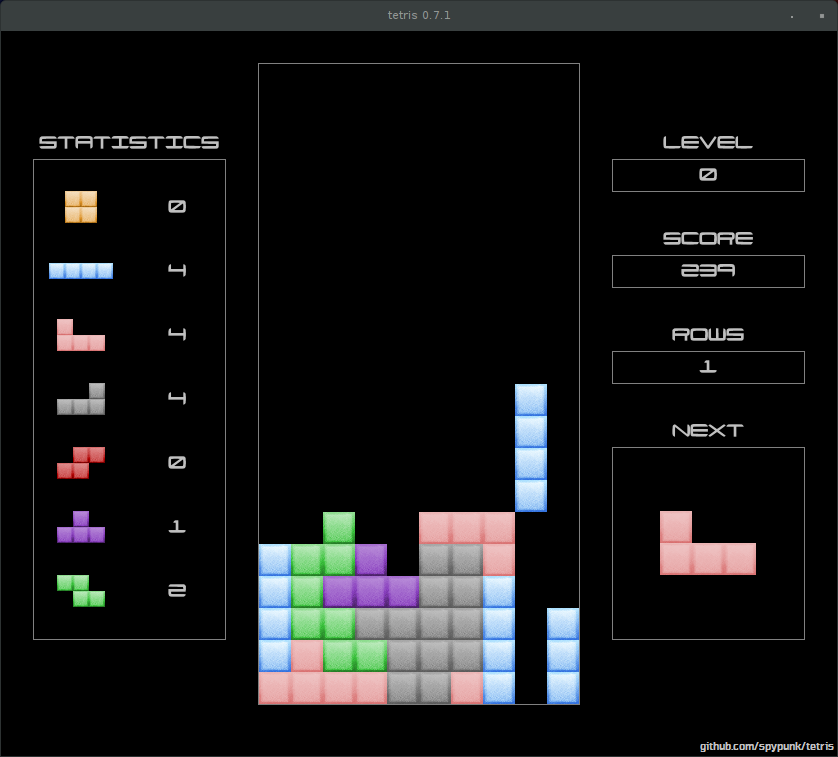 tetris 0.7.1
STATISTICS
0
4
4
4
0
1
2
LEVEL
0
SCORE
239
ROWS
1
NEXT
github.com/spypunk/tetris